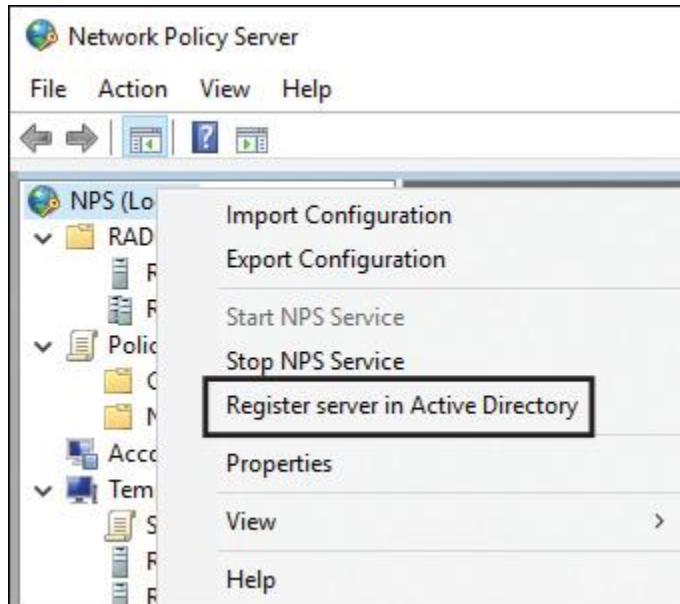 Network Policy Server
File Action View Help
NPS (Lo
Import Configuration
RAD
Export Configuration
R
Start NPS Service
R
Stop NPS Service
Polic
Register server in Active Directory
Acco
Properties
Tem
View
S
R
Help
R